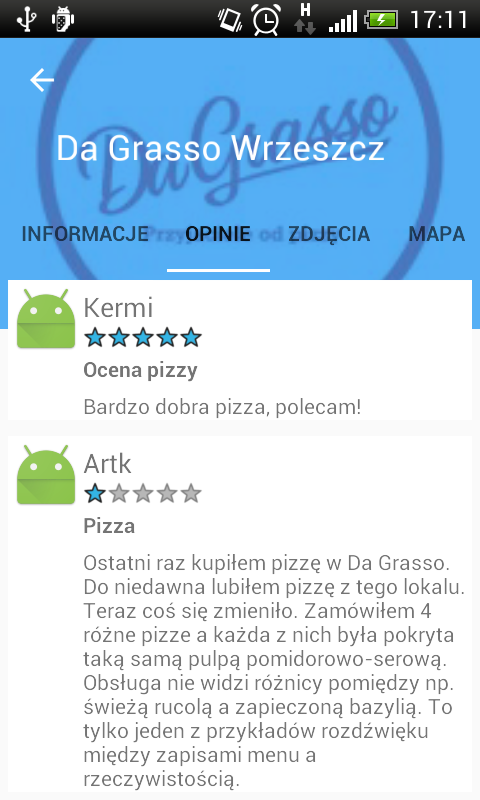 H 17:11
Da Grasso
Da Grasso Wrzeszcz
INFORMACJE OPINIE ZDJĘCIA MAPA
Kermi
Ocena pizzy
Bardzo dobra pizza, polecam!
Artk
Pizza
Ostatni raz kupiłem pizzę w Da Grasso.
Do niedawna lubiłem pizzę z tego lokalu.
Teraz coś się zmieniło. Zamówiłem 4
różne pizze a każda z nich była pokryta
taką samą pulpą pomidorowo-serową.
Obsługa nie widzi różnicy pomiędzy np.
świeżą rucolą a zapieczoną bazylią. To
tylko jeden z przykładów rozdźwięku
między zapisami menu a
rzeczywistością.